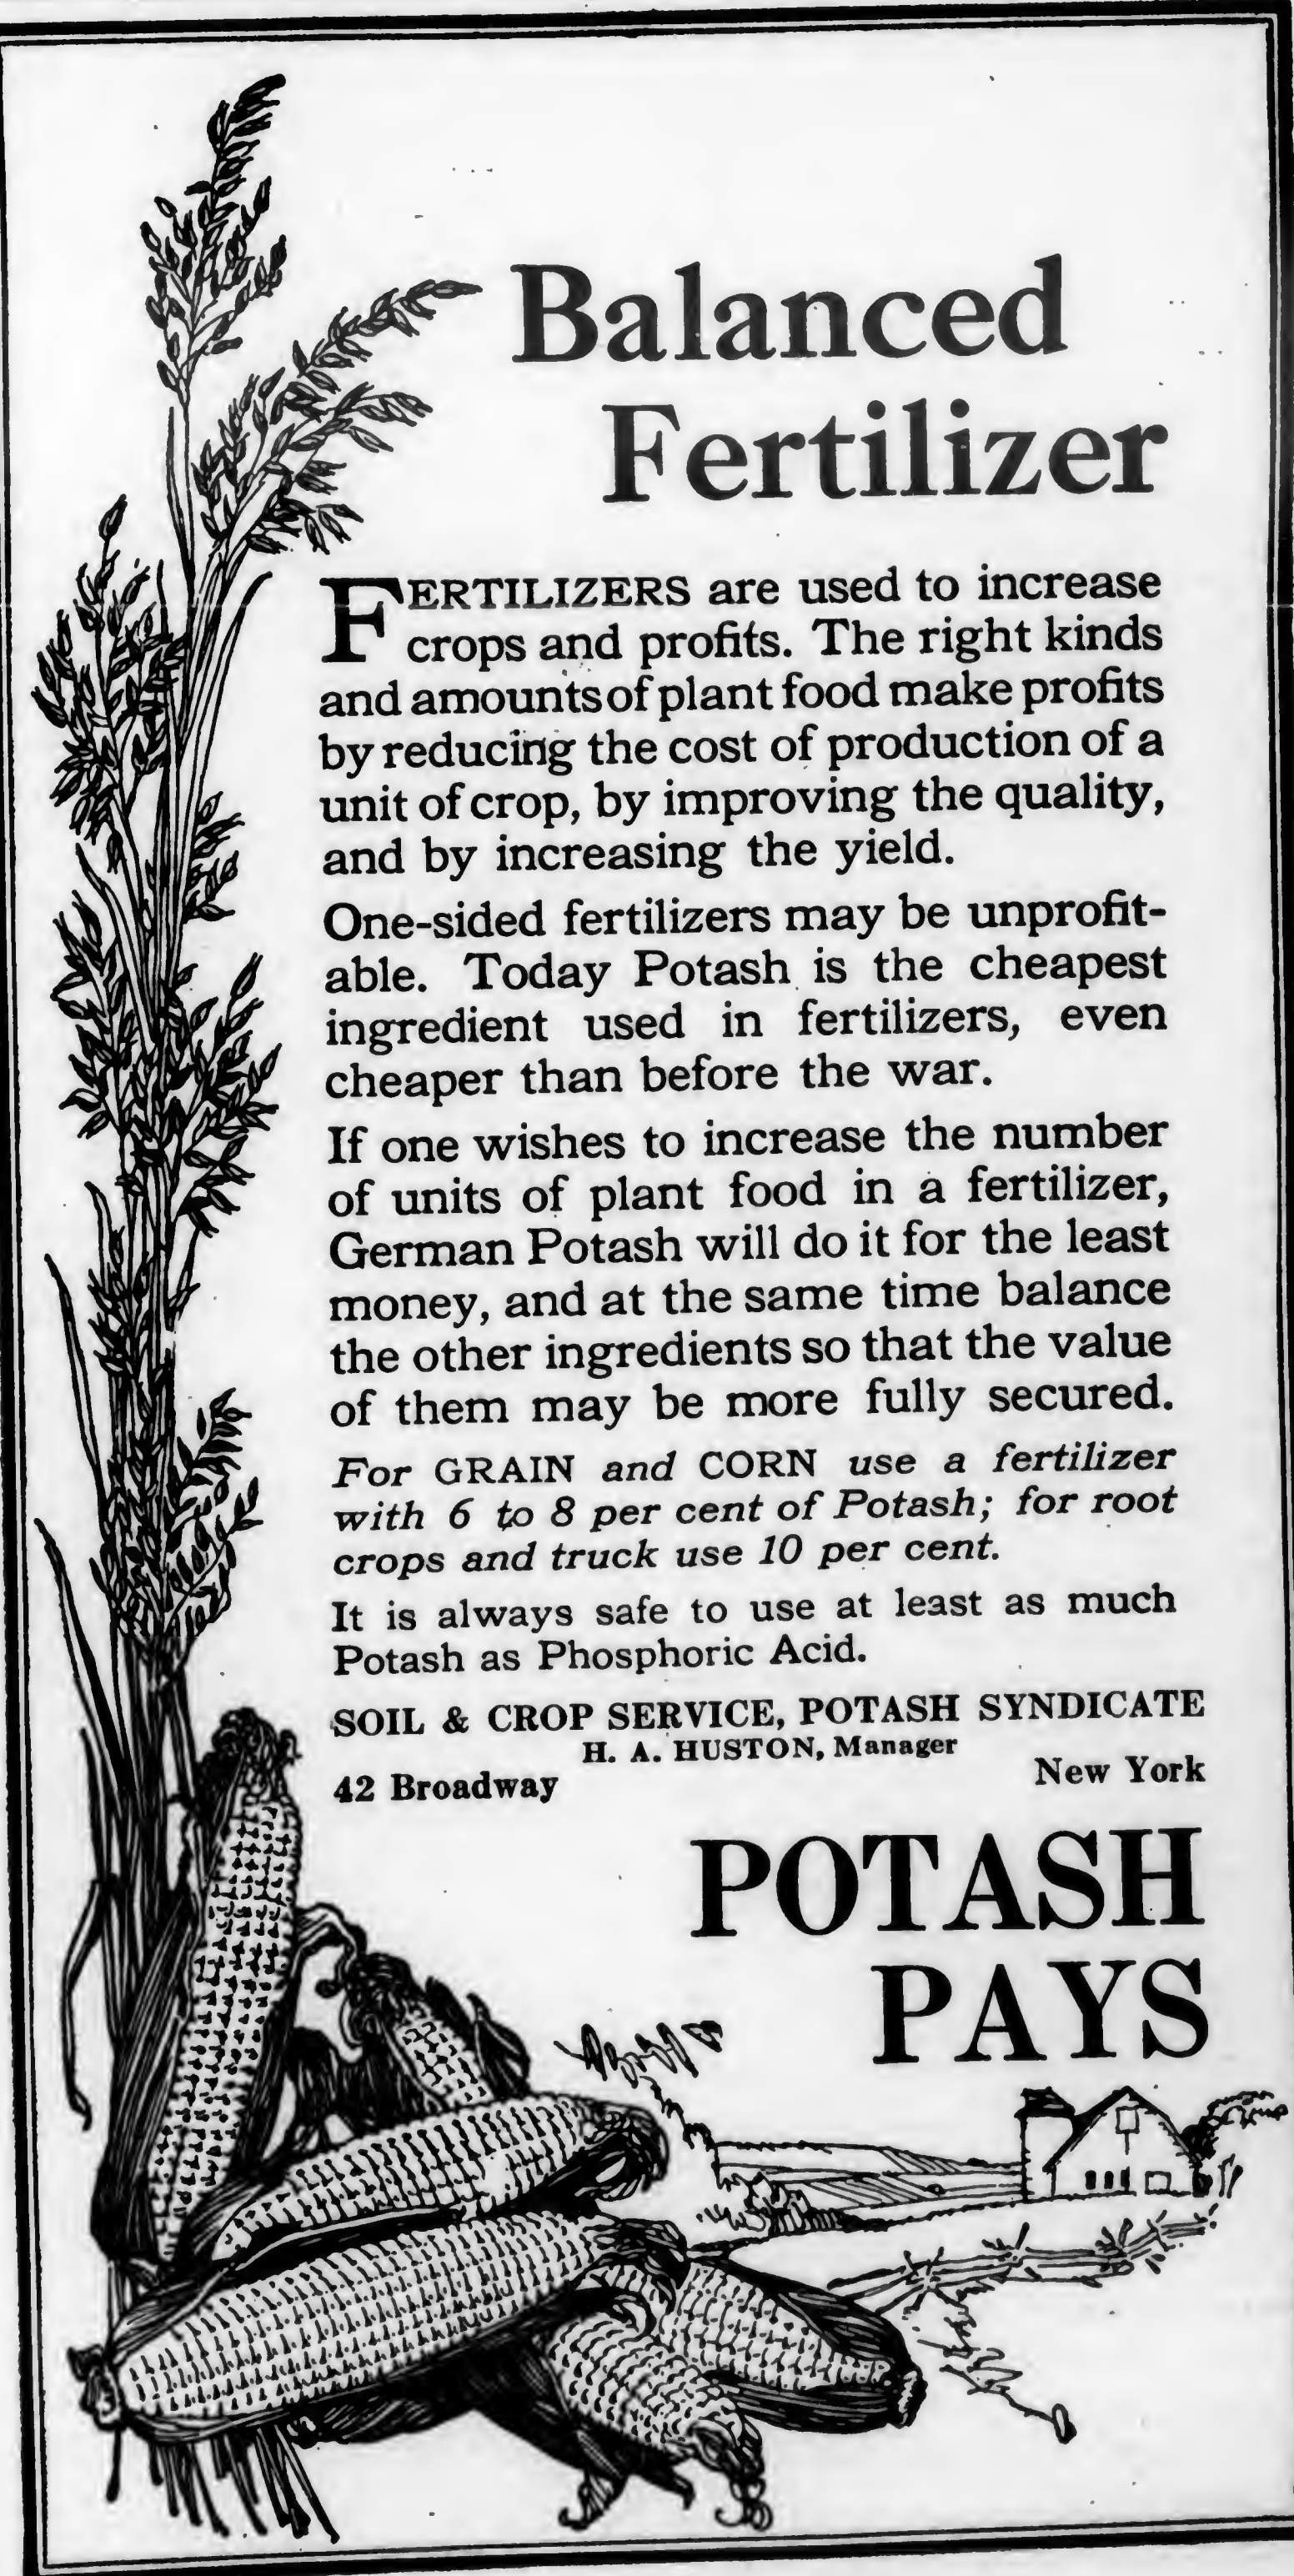 Balanced
Fertilizer
FERTILIZERS are used to increase
crops and profits. The right kinds
and amounts of plant food make profits
by reducing the cost of production of a
unit of crop, by improving the quality,
and by increasing the yield.
One-sided fertilizers may be unprofit-
able. Today Potash is the cheapest
ingredient used in fertilizers, even
cheaper than before the war.
If one wishes to increase the number
of units of plant food in a fertilizer,
German Potash will do it for the least
money, and at the same time balance
the other ingredients so that the value
of them may be more fully secured.
For GRAIN and CORN use a fertilizer
with 6 to 8 per cent of Potash; for root
crops and truck use 10 per cent.
It is always safe to use at least as much
Potash as Phosphoric Acid.
SOIL & CROP SERVICE, POTASH SYNDICATE
H. A. HUSTON, Manager
42 Broadway New York
POTASH
PAYS